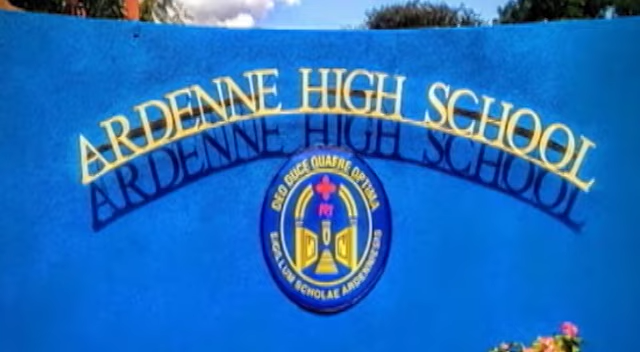 ARDENNE HIGH SCHOOL
DEO DUCE QUAERE OPTIMA
SIGILLUM SCHOLAE ARDENNENSIS